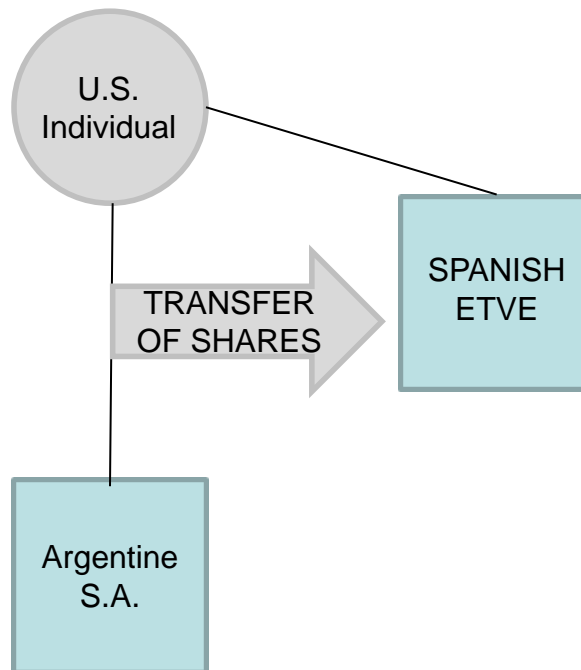 U.S.
Individual
SPANISH
ETVE
TRANSFER
OF SHARES
Argentine
S.A.